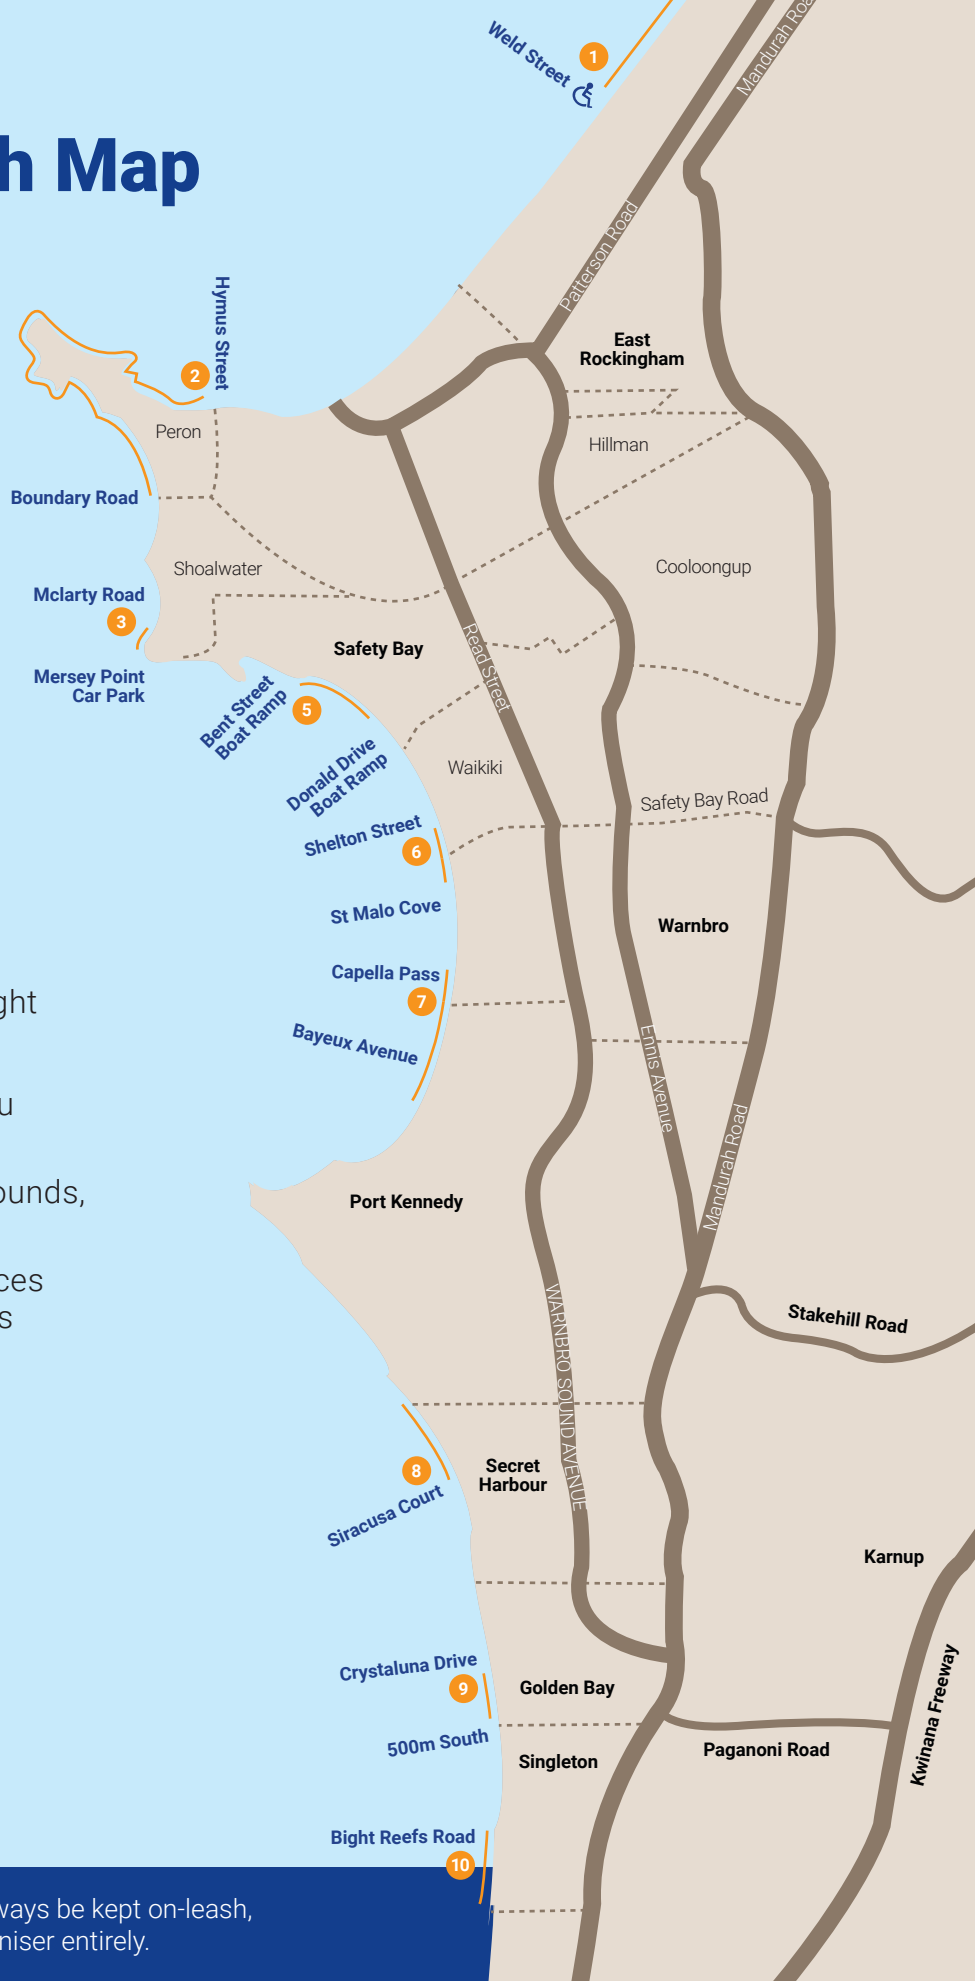 Weld Street
1
Mandurah Roa
h Map
Patterson Road
Hymus Street
2
East
Rockingham
Peron
Hillman
Boundary Road
Shoalwater
Cooloongup
Mclarty Road
3
Safety Bay
Read Street
Mersey Point
Car Park
Bent Street
Boat Ramp
5
Donald Drive
Boat Ramp
Waikiki
Safety Bay Road
Shelton Street
6
St Malo Cove
Warnbro
Capella Pass
7
ght
Bayeux Avenue
Ennis Avenue
u
Mandurah Road
ounds,
Port Kennedy
ces
s
Stakehill Road
WARNBRO SOUND AVENUE
8
Secret
Harbour
Siracusa Court
Karnup
Crystaluna Drive
9
Golden Bay
Kwinana Freeway
500m South
Singleton
Paganoni Road
Bight Reefs Road
10
ways be kept on-leash,
niser entirely.